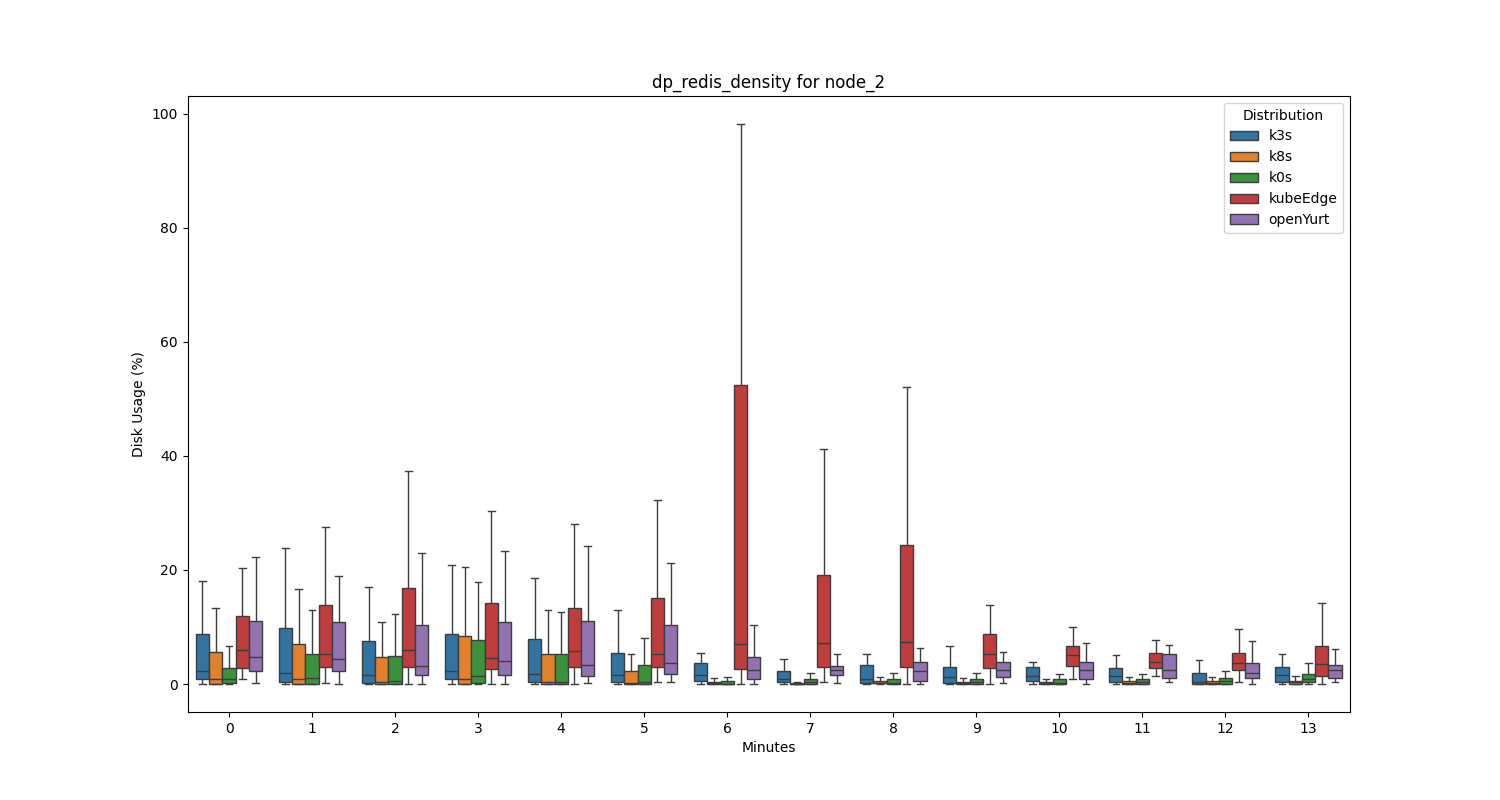 dp_redis_density for node_2
Distribution
k3s
k8s
k0s
kubeEdge
openYurt
Disk Usage (%)
100
80
60
40
20
0
0 1 2 3 4 5 6 7 8 9 10 11 12 13
Minutes